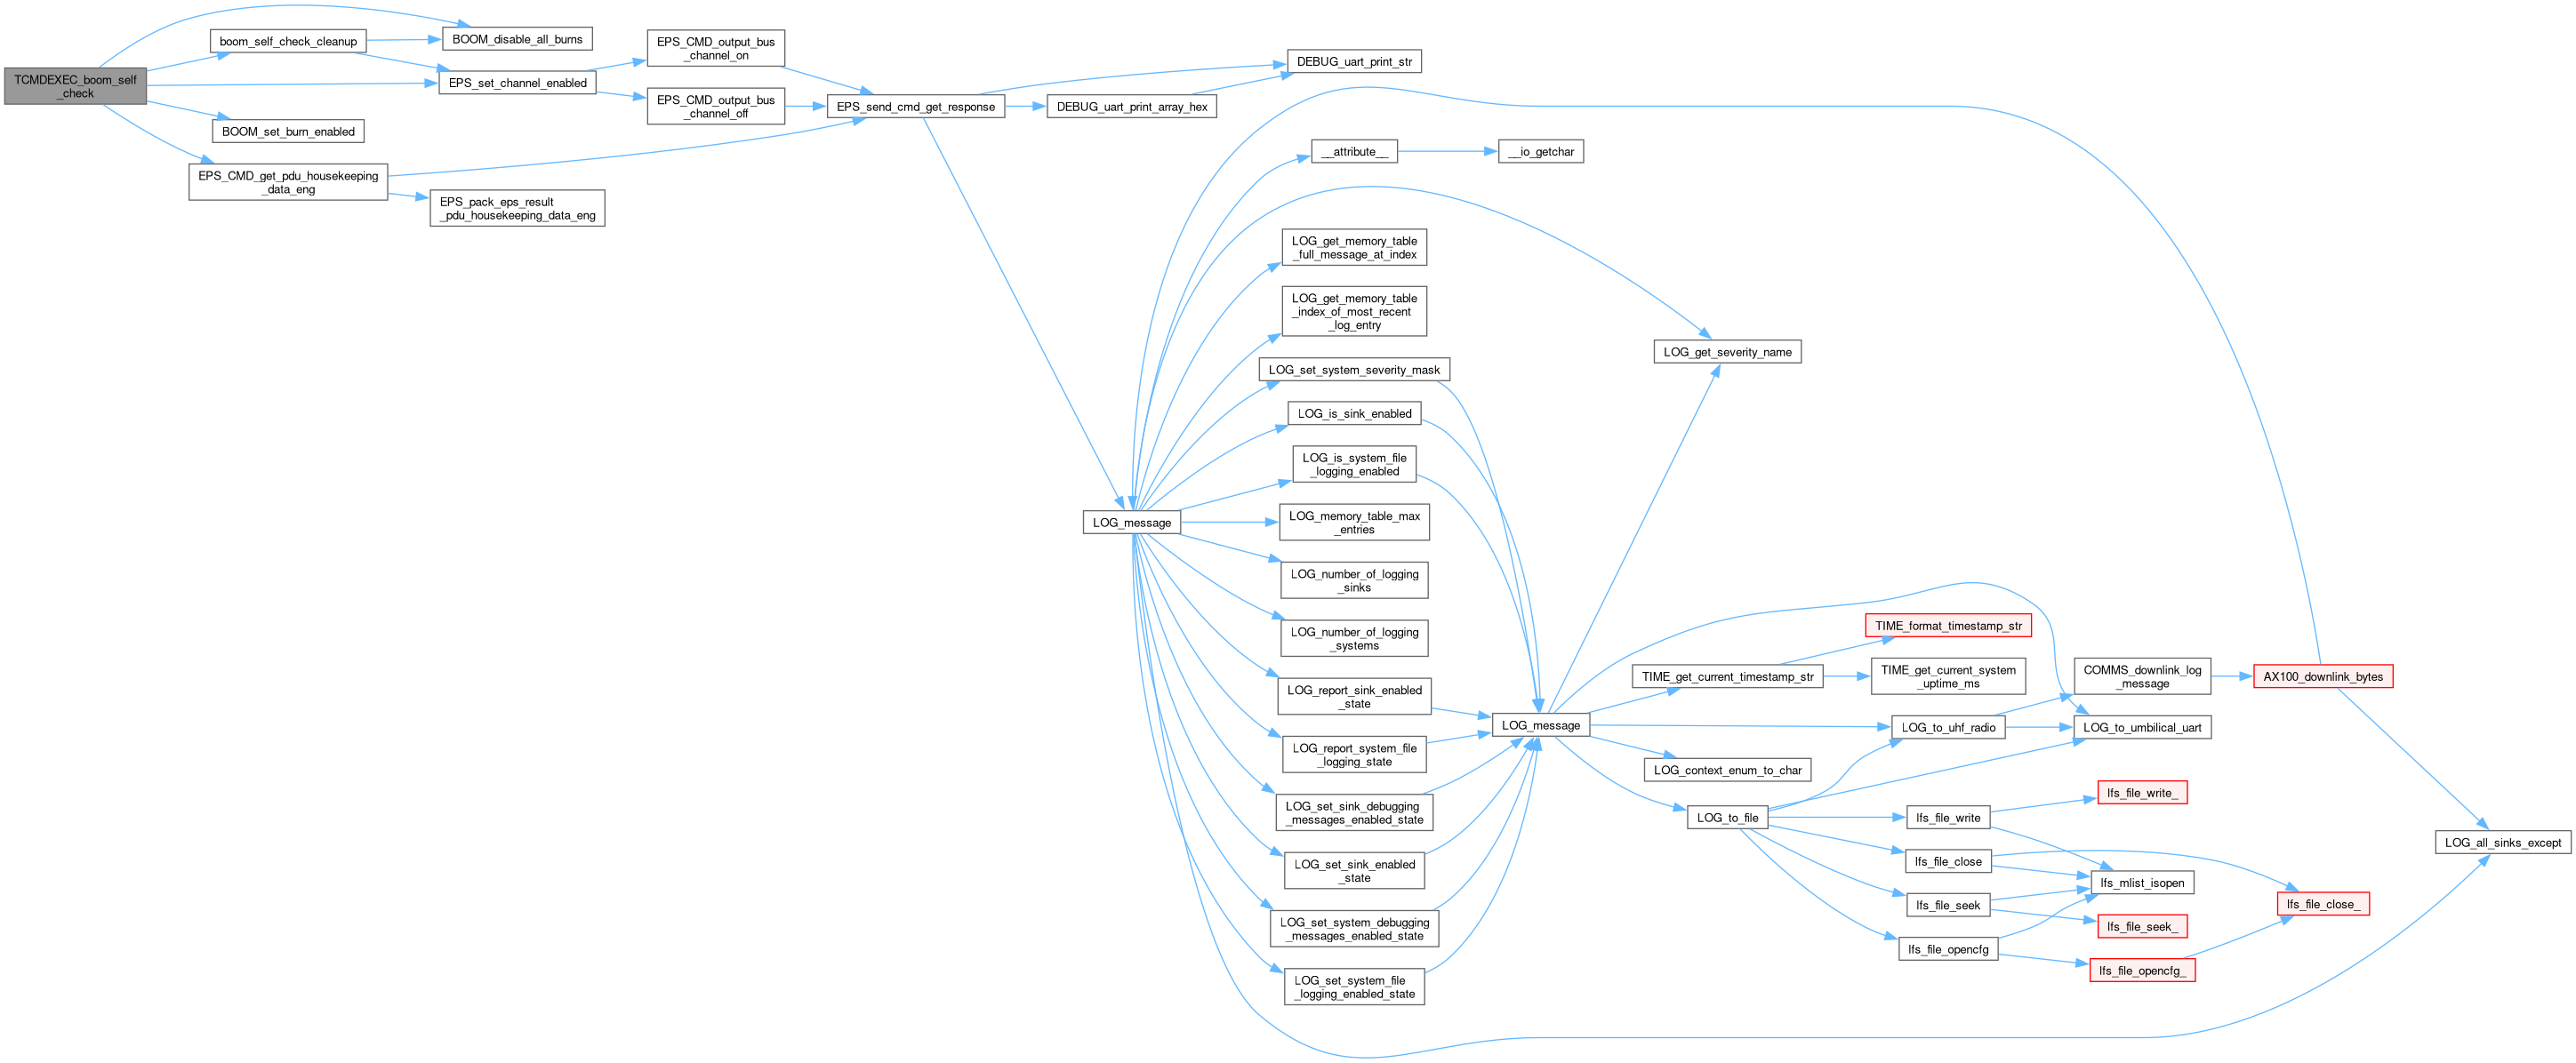 TCMDEXEC_boom_self
_check
boom_self_check_cleanup
BOOM_disable_all_burns
EPS_set_channel_enabled
BOOM_set_burn_enabled
EPS_CMD_get_pdu_housekeeping
_data_eng
EPS_pack_eps_result
_pdu_housekeeping_data_eng
EPS_CMD_output_bus
_channel_on
EPS_CMD_output_bus
_channel_off
EPS_send_cmd_get_response
DEBUG_uart_print_str
DEBUG_uart_print_array_hex
LOG_message
__attribute__
__io_getchar
LOG_get_memory_table
_full_message_at_index
LOG_get_memory_table
_index_of_most_recent
_log_entry
LOG_get_severity_name
LOG_set_system_severity_mask
LOG_is_sink_enabled
LOG_is_system_file
_logging_enabled
LOG_memory_table_max
_entries
LOG_number_of_logging
_sinks
LOG_number_of_logging
_systems
LOG_report_sink_enabled
_state
LOG_report_system_file
_logging_state
LOG_set_sink_debugging
_messages_enabled_state
LOG_set_sink_enabled
_state
LOG_set_system_debugging
_messages_enabled_state
LOG_set_system_file
_logging_enabled_state
LOG_message
TIME_format_timestamp_str
TIME_get_current_timestamp_str
TIME_get_current_system
_uptime_ms
LOG_to_uhf_radio
COMMS_downlink_log
_message
AX100_downlink_bytes
LOG_to_umbilical_uart
LOG_context_enum_to_char
LOG_to_file
lfs_file_write
lfs_file_write_
lfs_file_close
lfs_mlist_isopen
lfs_file_seek
lfs_file_seek_
lfs_file_close_
lfs_file_opencfg
lfs_file_opencfg_
LOG_all_sinks_except